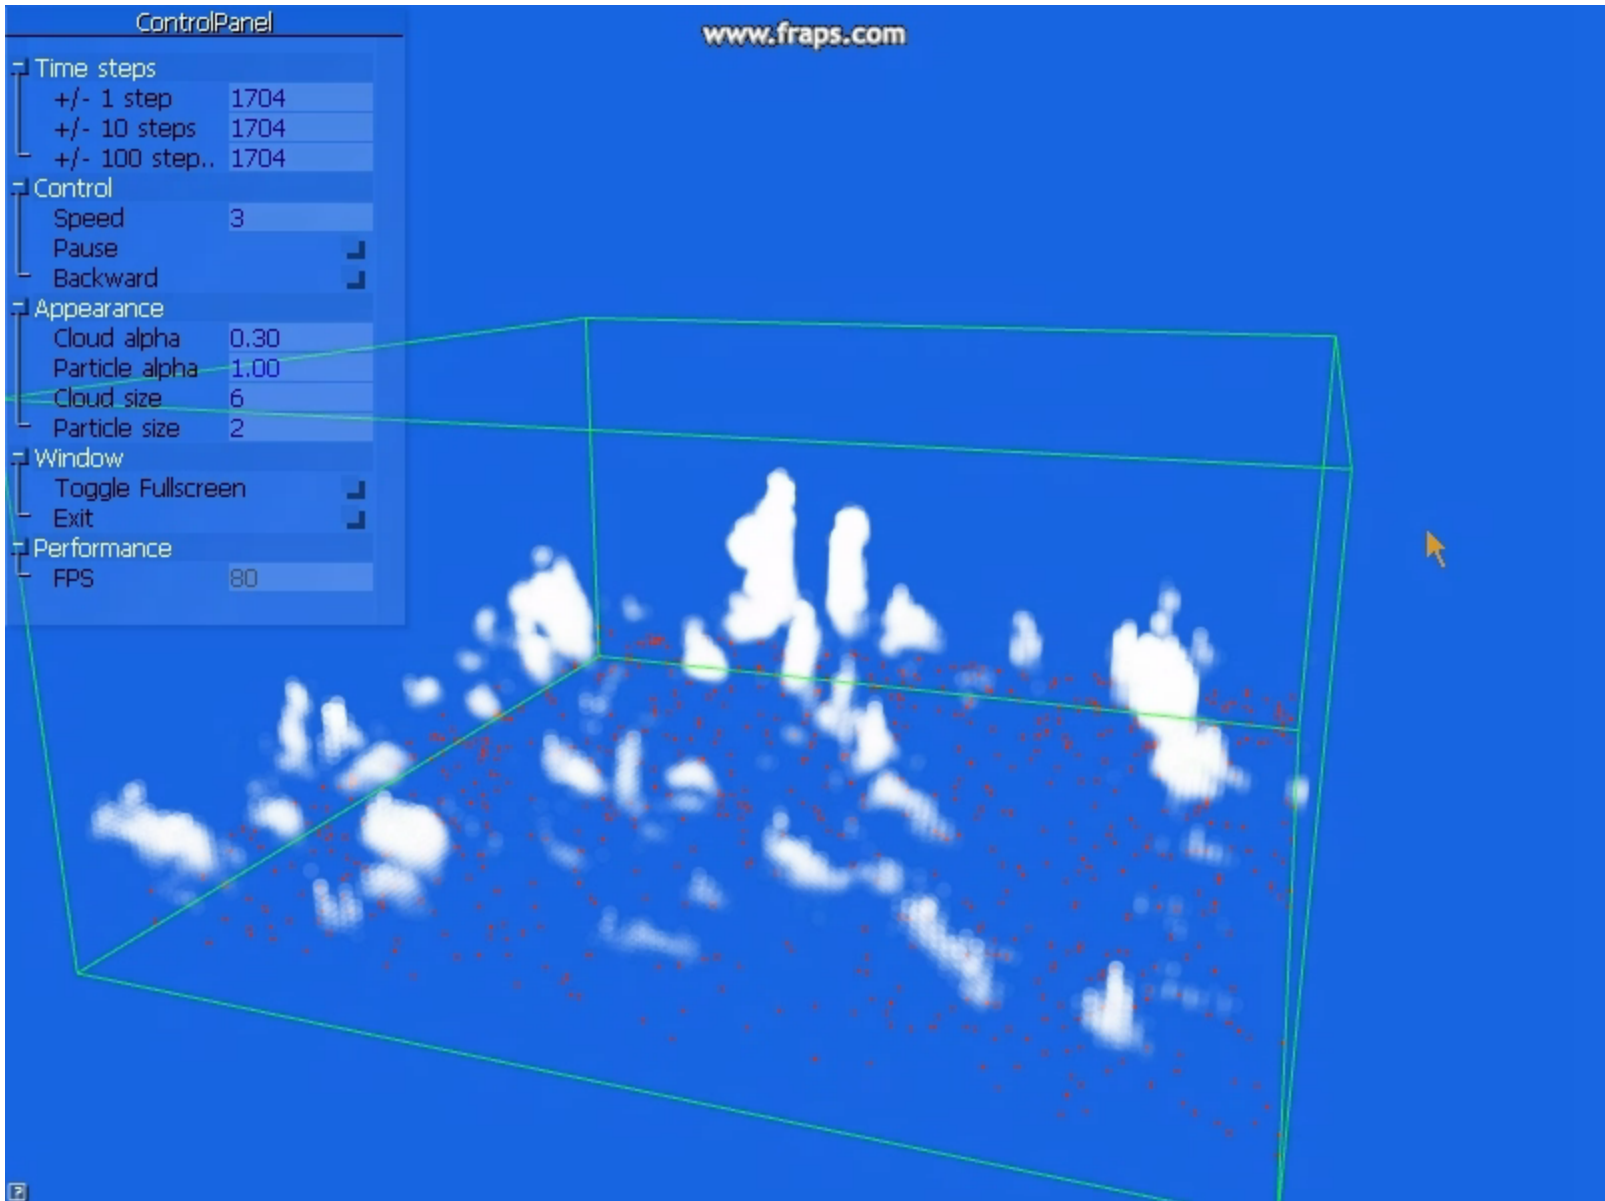 ControlPanel
www.fraps.com
Time steps
+/- 1 step 1704
+/- 10 steps 1704
+/- 100 step.. 1704
Control
Speed 3
Pause
Backward
Appearance
Cloud alpha 0.30
Particle alpha 1.00
Cloud size 6
Particle size 2
Window
Toggle Fullscreen
Exit
Performance
FPS 80
?